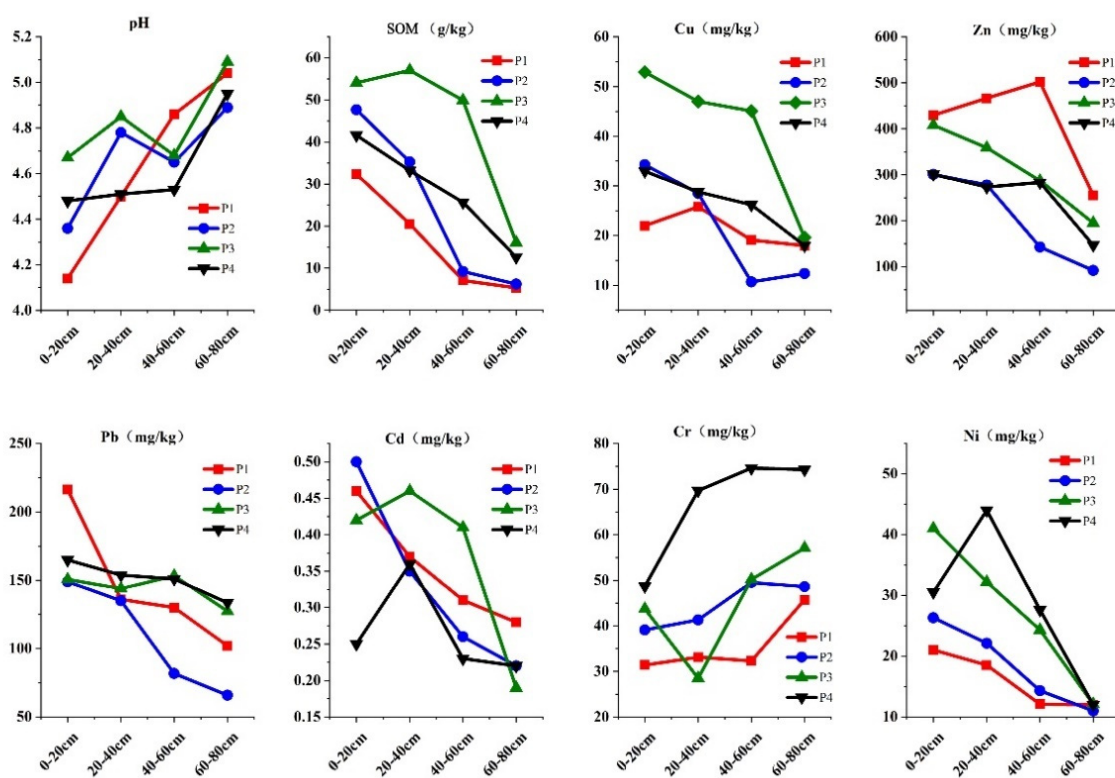 pH
5.2
5.0
4.8
4.6
4.4
4.2
4.0
P1
P2
P3
P4
0-20cm
20-40cm
40-60cm
60-80cm
SOM （g/kg）
60
50
40
30
20
10
0
P1
P2
P3
P4
0-20cm
20-40cm
40-60cm
60-80cm
Cu（mg/kg）
60
50
40
30
20
10
P1
P2
P3
P4
0-20cm
20-40cm
40-60cm
60-80cm
Zn（mg/kg）
600
500
400
300
200
100
P1
P2
P3
P4
0-20cm
20-40cm
40-60cm
60-80cm
Pb（mg/kg）
250
200
150
100
50
P1
P2
P3
P4
0-20cm
20-40cm
40-60cm
60-80cm
Cd（mg/kg）
0.50
0.45
0.40
0.35
0.30
0.25
0.20
0.15
P1
P2
P3
P4
0-20cm
20-40cm
40-60cm
60-80cm
Cr（mg/kg）
80
70
60
50
40
30
20
P1
P2
P3
P4
0-20cm
20-40cm
40-60cm
60-80cm
Ni（mg/kg）
50
40
30
20
10
P1
P2
P3
P4
0-20cm
20-40cm
40-60cm
60-80cm